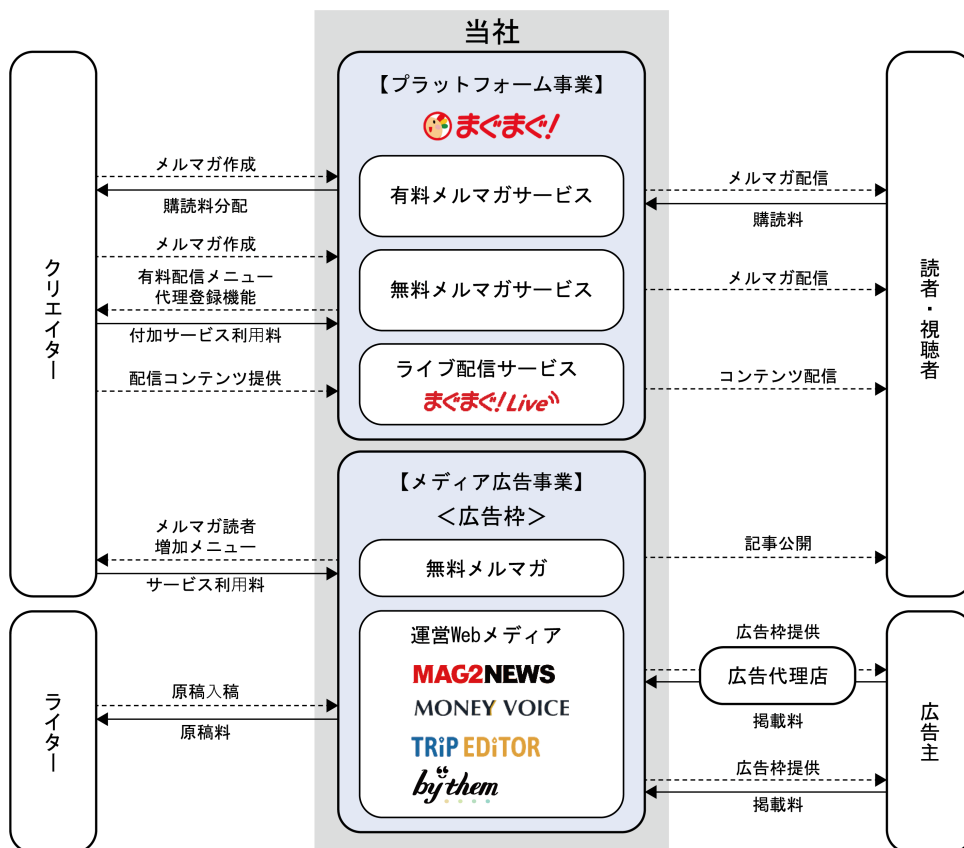 当社
【プラットフォーム事業】
まぐまぐ!
有料メルマガサービス
無料メルマガサービス
ライブ配信サービス
まぐまぐ!Live
クリエイター
メルマガ作成
購読料分配
メルマガ作成
有料配信メニュー
代理登録機能
付加サービス利用料
配信コンテンツ提供
メルマガ配信
購読料
メルマガ配信
コンテンツ配信
読者・視聴者
【メディア広告事業】
<広告枠>
無料メルマガ
運営Webメディア
MAG2NEWS
MONEY VOICE
TRiP EDiTOR
by them
メルマガ読者
増加メニュー
サービス利用料
記事公開
ライター
原稿入稿
原稿料
広告枠提供
広告代理店
掲載料
広告枠提供
掲載料
広告主